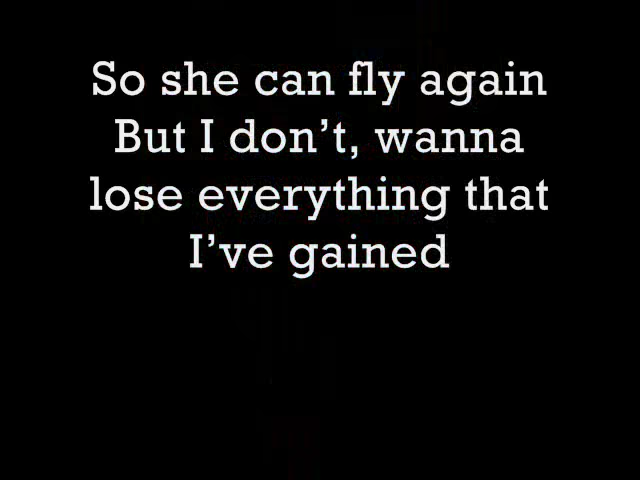 So she can fly again
But I don’t, wanna
lose everything that
I’ve gained